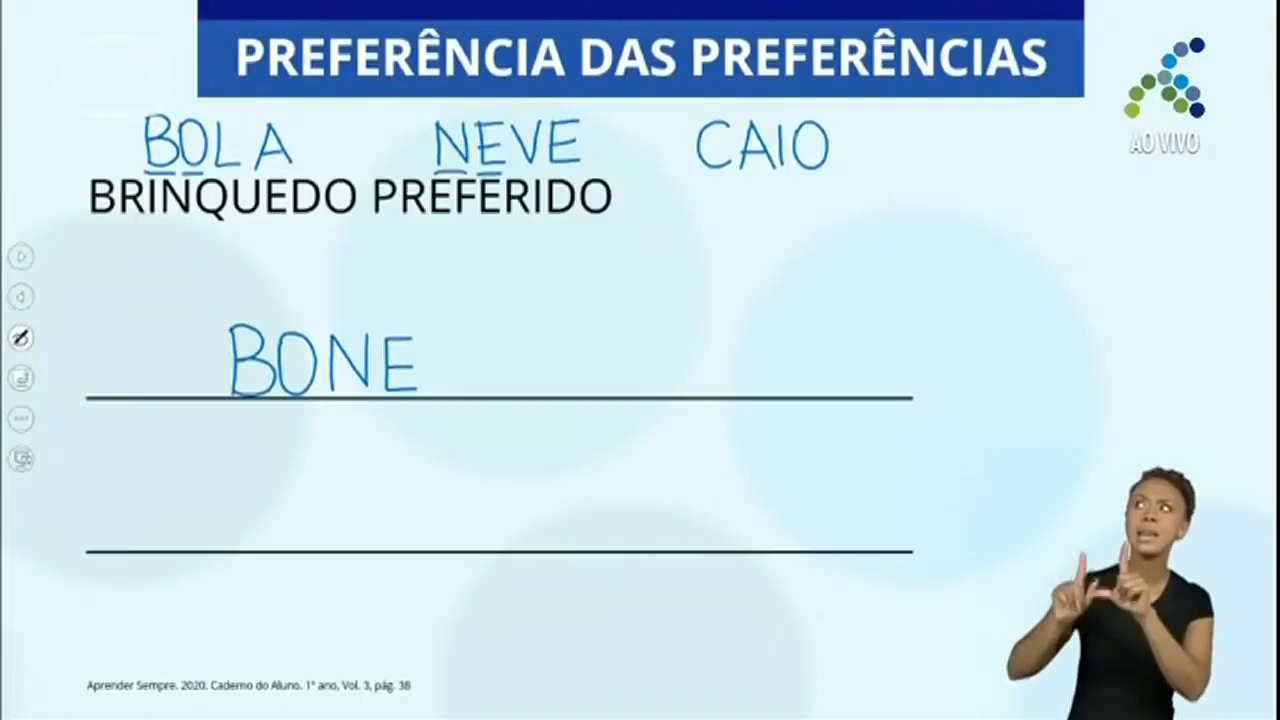 PREFERÊNCIA DAS PREFERÊNCIAS
AO VIVO
BOLA NEVE CAIO
BRINQUEDO PREFERIDO
BONE
Aprender Sempre. 2020. Caderno do Aluno. 1º ano, Vol. 3, pág. 38